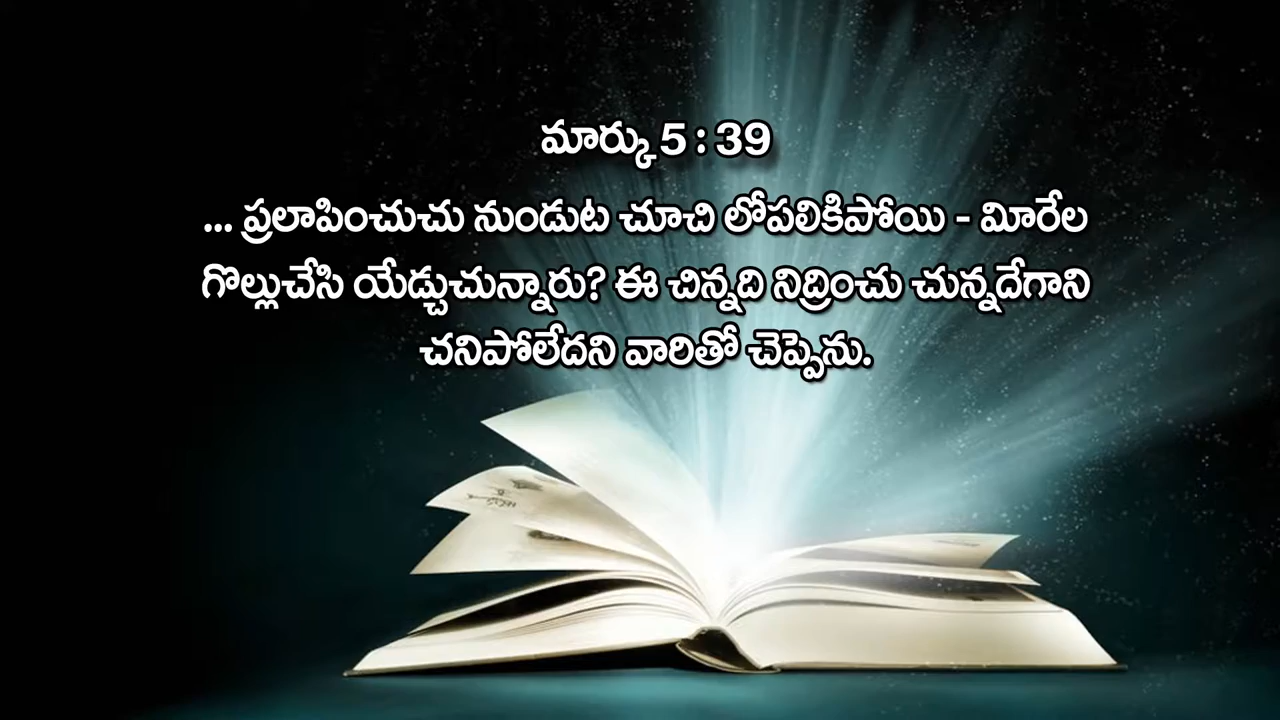 మార్కు 5 : 39
... ప్రలాపించుచు నుండుట చూచి లోపలికిపోయి - మీరేల
గొల్లుచేసి యేడ్చుచున్నారు? ఈ చిన్నది నిద్రించు చున్నదేగాని
చనిపోలేదని వారితో చెప్పెను.